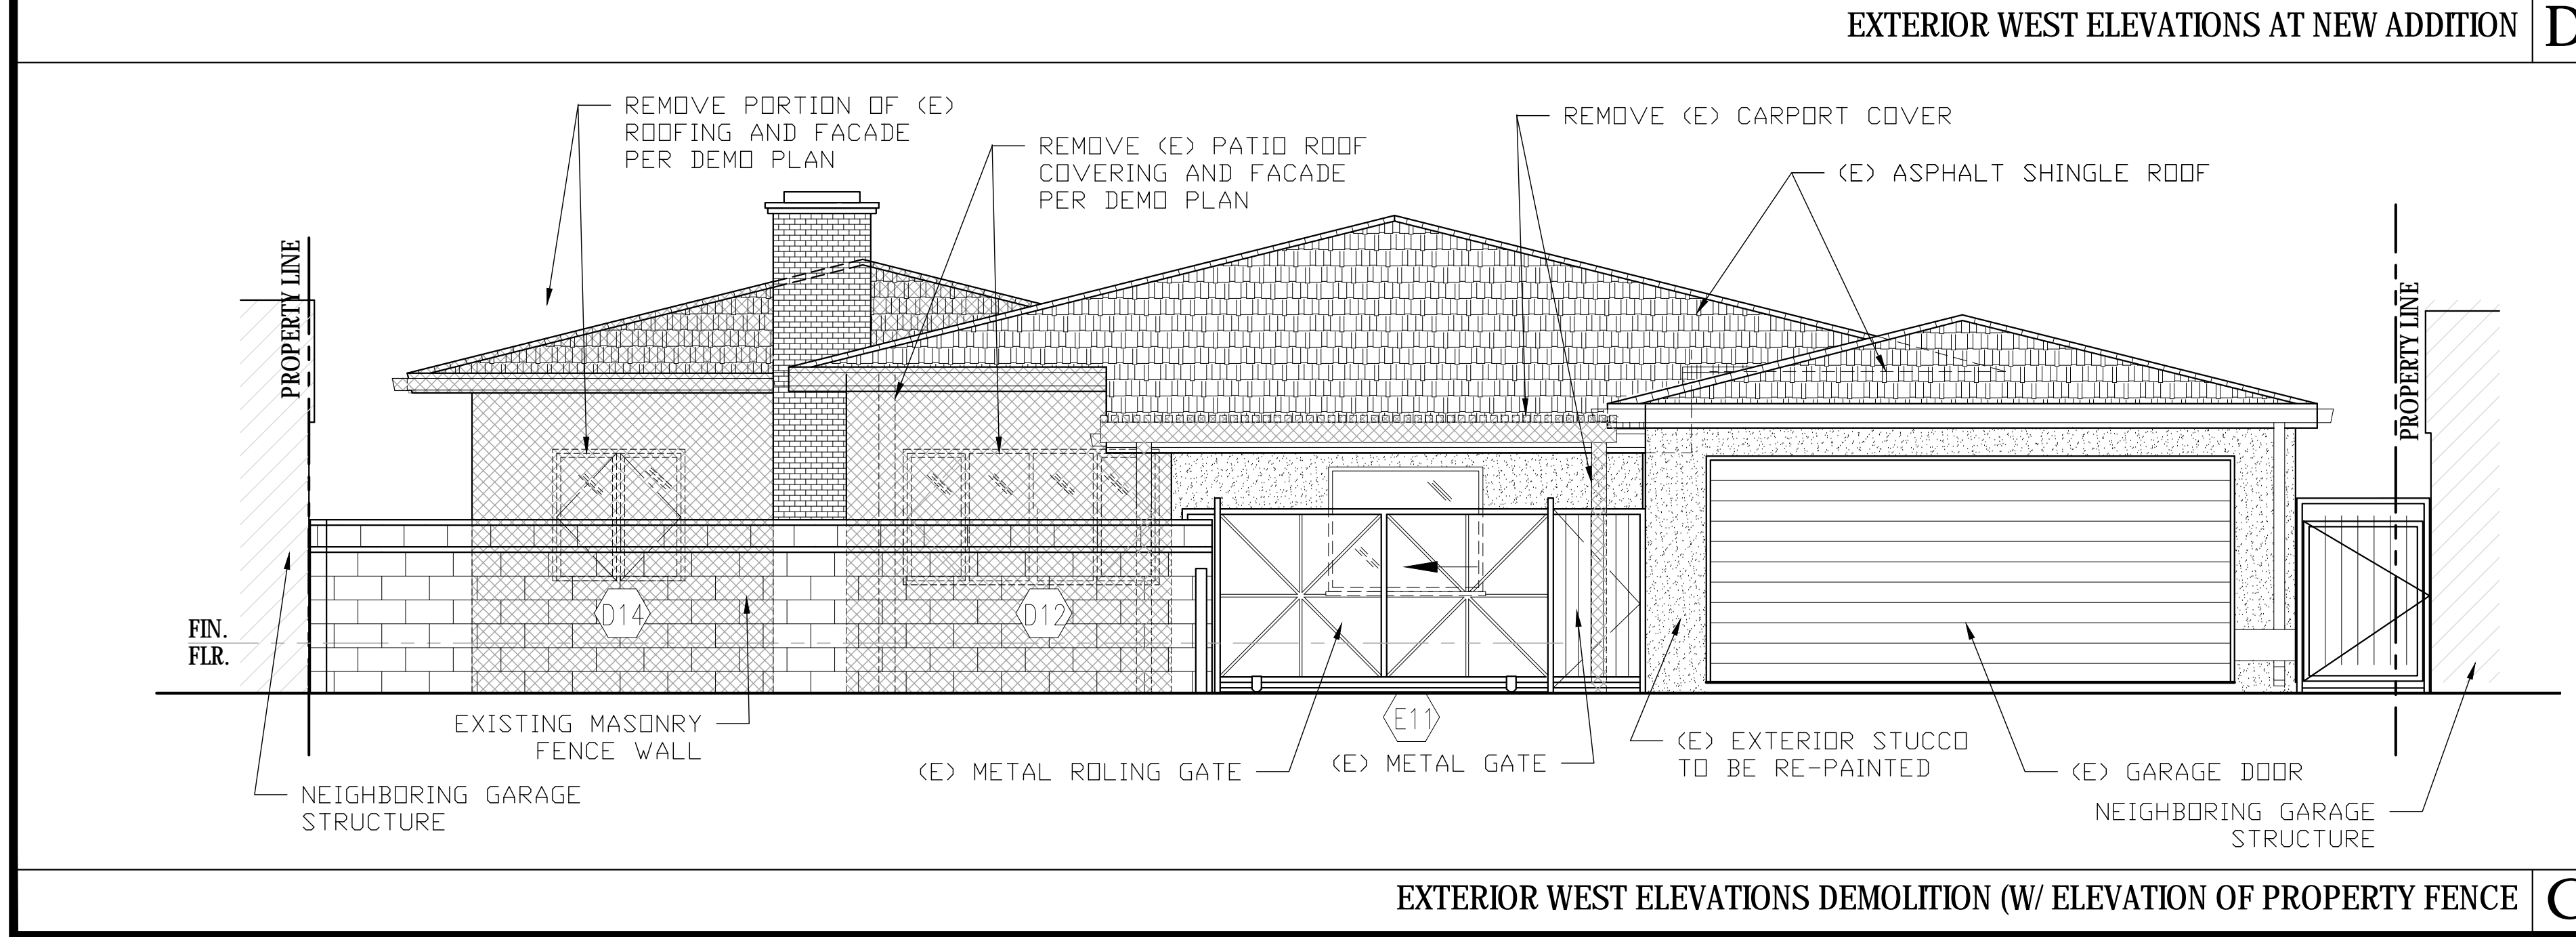 EXTERIOR WEST ELEVATIONS AT NEW ADDITION
D
REMOVE PORTION OF (E)
ROOFING AND FACADE
PER DEMO PLAN
REMOVE (E) PATIO ROOF
COVERING AND FACADE
PER DEMO PLAN
REMOVE (E) CARPORT COVER
(E) ASPHALT SHINGLE ROOF
PROPERTY LINE
PROPERTY LINE
FIN.
FLR.
D14
D12
E11
EXISTING MASONRY
FENCE WALL
(E) METAL ROLING GATE
(E) METAL GATE
(E) EXTERIOR STUCCO
TO BE RE-PAINTED
(E) GARAGE DOOR
NEIGHBORING GARAGE
STRUCTURE
NEIGHBORING GARAGE
STRUCTURE
EXTERIOR WEST ELEVATIONS DEMOLITION (W/ ELEVATION OF PROPERTY FENCE